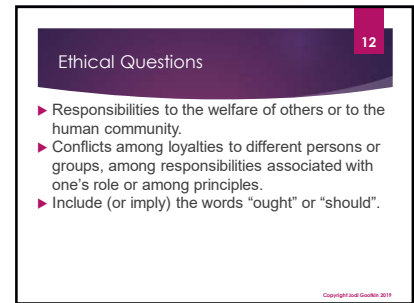 12
Ethical Questions
▶ Responsibilities to the welfare of others or to the
human community.
▶ Conflicts among loyalties to different persons or
groups, among responsibilities associated with
one's role or among principles.
▶ Include (or imply) the words “ought” or “should”.
Copyright Jodi Gootkin 2019